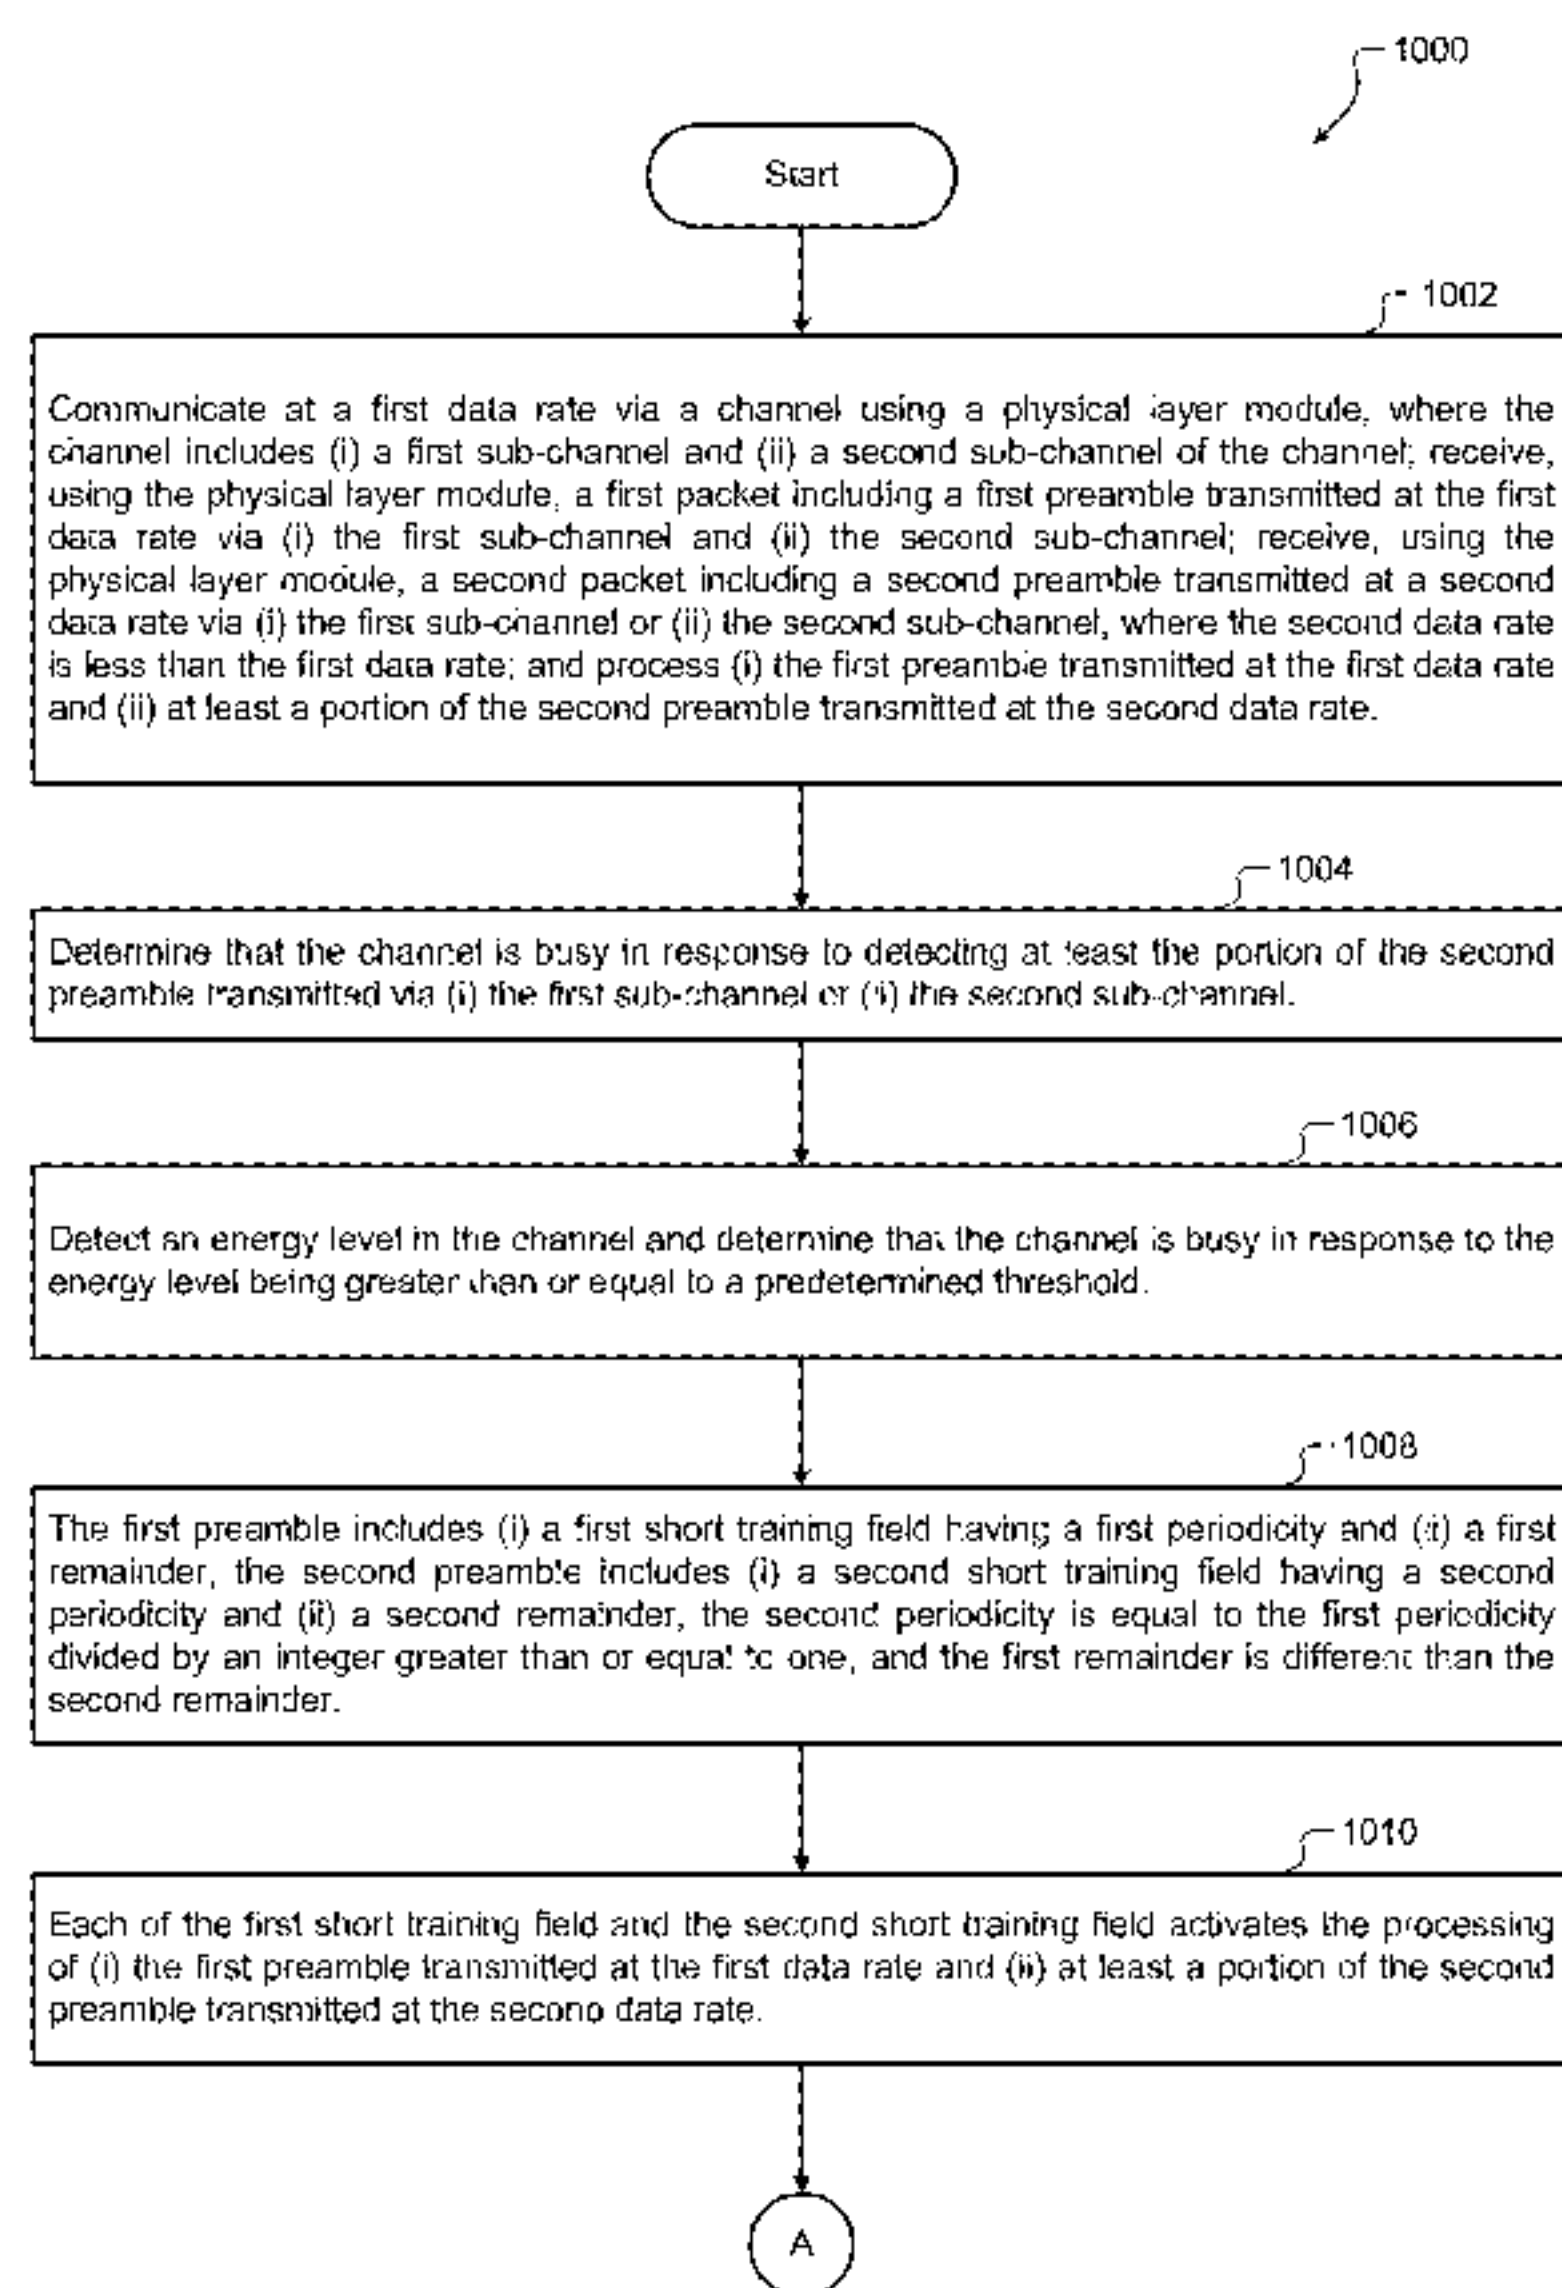 1000
Start
1002
Communicate at a first data rate via a channel using a physical layer module, where the
channel includes (i) a first sub-channel and (ii) a second sub-channel of the channel; receive,
using the physical layer module, a first packet including a first preamble transmitted at the first
data rate via (i) the first sub-channel and (ii) the second sub-channel; receive, using the
physical layer module, a second packet including a second preamble transmitted at a second
data rate via (i) the first sub-channel or (ii) the second sub-channel, where the second data rate
is less than the first data rate; and process (i) the first preamble transmitted at the first data rate
and (ii) at least a portion of the second preamble transmitted at the second data rate.
1004
Determine that the channel is busy in response to detecting at least the portion of the second
preamble transmitted via (i) the first sub-channel or (ii) the second sub-channel.
1006
Detect an energy level in the channel and determine that the channel is busy in response to the
energy level being greater than or equal to a predetermined threshold.
1008
The first preamble includes (i) a first short training field having a first periodicity and (ii) a first
remainder, the second preamble includes (i) a second short training field having a second
periodicity and (ii) a second remainder, the second periodicity is equal to the first periodicity
divided by an integer greater than or equal to one, and the first remainder is different than the
second remainder.
1010
Each of the first short training field and the second short training field activates the processing
of (i) the first preamble transmitted at the first data rate and (ii) at least a portion of the second
preamble transmitted at the second data rate.
A